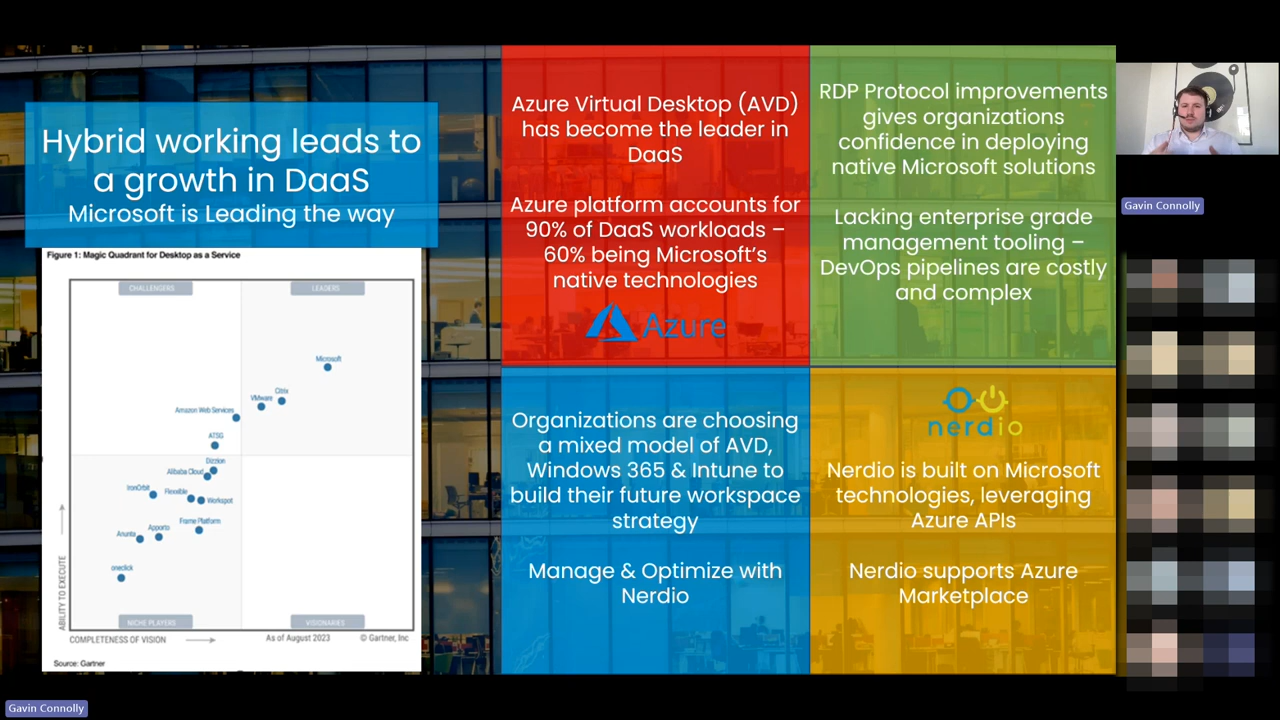 Hybrid working leads to
a growth in DaaS
Microsoft is Leading the way
Figure 1: Magic Quadrant for Desktop as a Service
CHALLENGERS
LEADERS
Microsoft
Citrix
VMware
Amazon Web Services
ATSG
Dizzion
Alibaba Cloud
IronOrbit
Flexxible
Workspot
Frame Platform
Apporto
Anunta
oneclick
NICHE PLAYERS
VISIONARIES
ABILITY TO EXECUTE
COMPLETENESS OF VISION
As of August 2023
© Gartner, Inc
Source: Gartner
Azure Virtual Desktop (AVD)
has become the leader in
DaaS
Azure platform accounts for
90% of DaaS workloads –
60% being Microsoft's
native technologies
Azure
RDP Protocol improvements
gives organizations
confidence in deploying
native Microsoft solutions
Lacking enterprise grade
management tooling –
DevOps pipelines are costly
and complex
Organizations are choosing
a mixed model of AVD,
Windows 365 & Intune to
build their future workspace
strategy
Manage & Optimize with
Nerdio
nerdio
Nerdio is built on Microsoft
technologies, leveraging
Azure APIs
Nerdio supports Azure
Marketplace
Gavin Connolly
Gavin Connolly